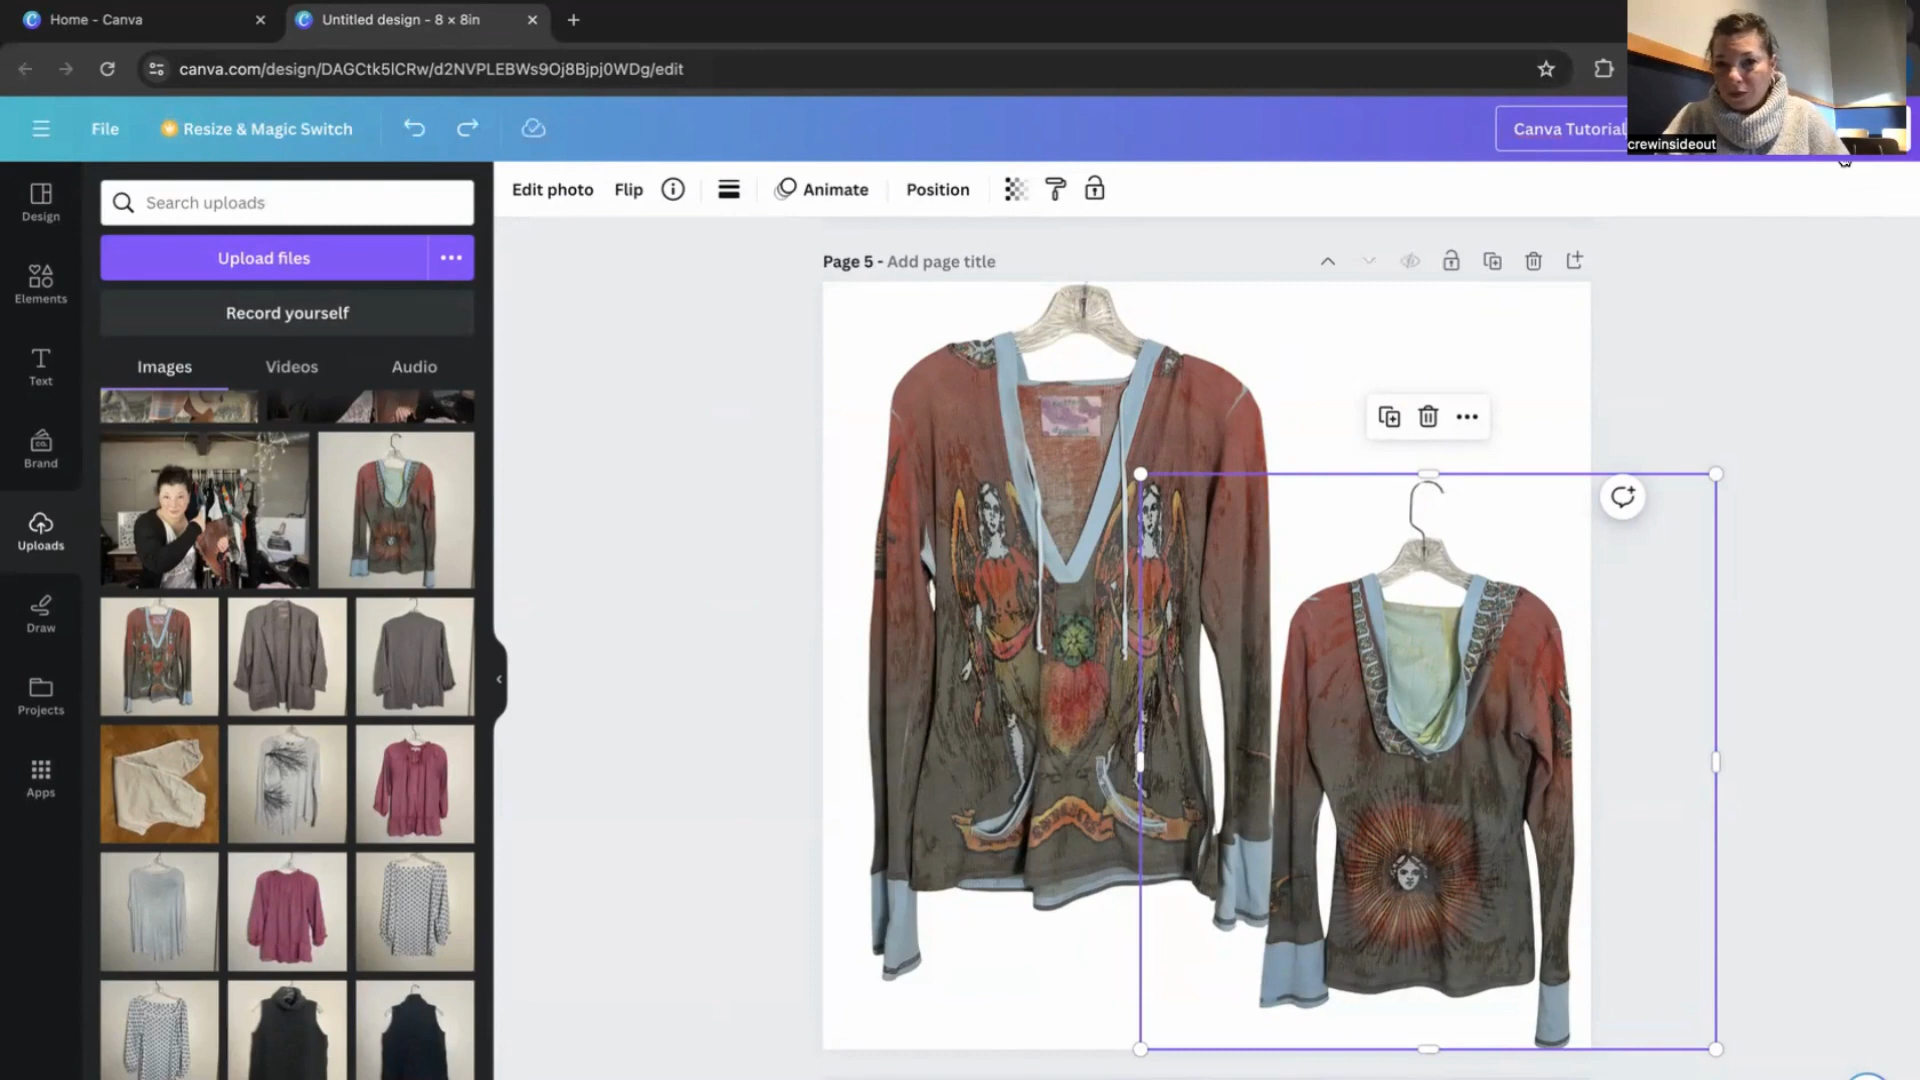 Home - Canva
Untitled design - 8 × 8in
canva.com/design/DAGCtk5lCRw/d2NVPLEBWs9Oj8Bjpj0WDg/edit
File
Resize & Magic Switch
Canva Tutorial
crewinsideout
Design
Elements
Text
Brand
Uploads
Draw
Projects
Apps
Search uploads
Upload files
Record yourself
Images
Videos
Audio
Edit photo
Flip
Animate
Position
Page 5 - Add page title